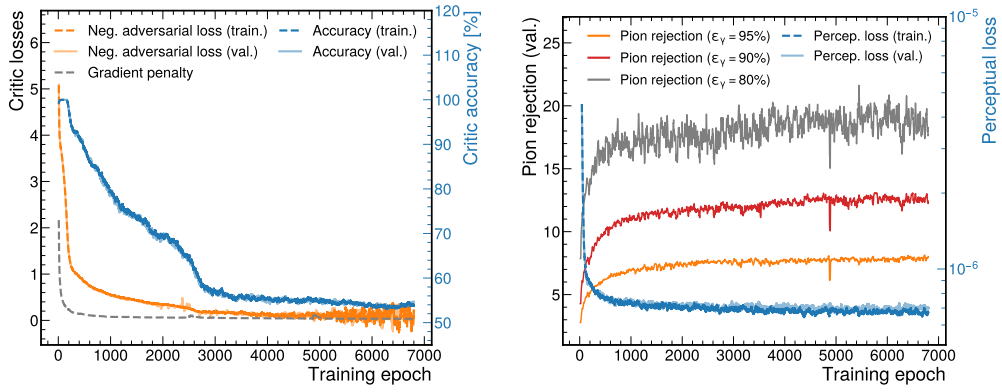 Neg. adversarial loss (train.)
Neg. adversarial loss (val.)
Gradient penalty
Accuracy (train.)
Accuracy (val.)
Critic losses
6
5
4
3
2
1
0
120
110
100
90
80
70
60
50
Critic accuracy [%]
0 1000 2000 3000 4000 5000 6000 7000
Training epoch
Pion rejection (εγ = 95%)
Pion rejection (εγ = 90%)
Pion rejection (εγ = 80%)
Percep. loss (train.)
Percep. loss (val.)
Pion rejection (val.)
25
20
15
10
5
10⁻⁵
10⁻⁶
Perceptual loss
0 1000 2000 3000 4000 5000 6000 7000
Training epoch